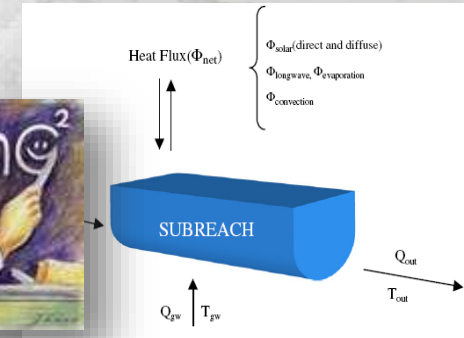 Heat Flux(Φnet)
Φsolar(direct and diffuse)
Φlongwave, Φevaporation
Φconvection
SUBREACH
Qout
Tout
Qgw Tgw